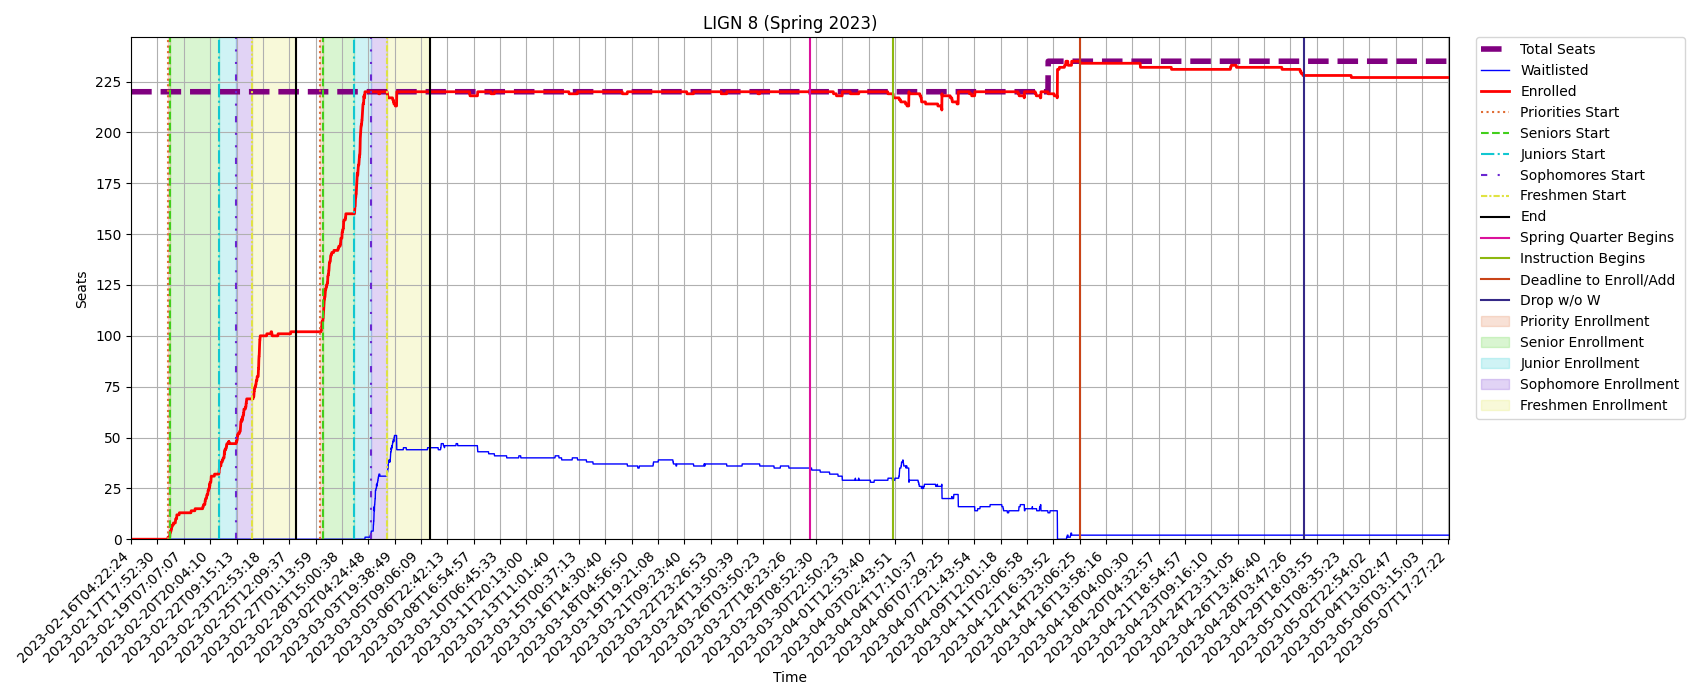 LIGN 8 (Spring 2023)
Seats
225
200
175
150
125
100
75
50
25
0
2023-02-16T04:22:24
2023-02-17T17:52:30
2023-02-19T07:07:07
2023-02-20T20:04:10
2023-02-22T09:15:13
2023-02-23T22:53:18
2023-02-25T12:09:37
2023-02-27T01:13:59
2023-02-28T15:00:38
2023-03-02T04:24:48
2023-03-03T19:38:49
2023-03-05T09:06:09
2023-03-06T22:42:13
2023-03-08T16:54:57
2023-03-10T06:45:33
2023-03-11T20:13:00
2023-03-13T11:01:40
2023-03-15T00:37:13
2023-03-16T14:30:40
2023-03-18T04:56:50
2023-03-19T19:21:08
2023-03-21T09:23:40
2023-03-22T23:26:53
2023-03-24T13:50:39
2023-03-26T03:50:23
2023-03-27T18:23:26
2023-03-29T08:52:30
2023-03-30T22:50:23
2023-04-01T12:53:40
2023-04-03T02:43:51
2023-04-04T17:10:37
2023-04-06T07:29:25
2023-04-07T21:43:54
2023-04-09T12:01:18
2023-04-11T02:06:58
2023-04-12T16:33:52
2023-04-14T23:06:25
2023-04-16T13:58:16
2023-04-18T04:00:30
2023-04-20T04:32:57
2023-04-21T18:54:57
2023-04-23T09:16:10
2023-04-24T23:31:05
2023-04-26T13:46:40
2023-04-28T03:47:26
2023-04-29T18:03:55
2023-05-01T08:35:23
2023-05-02T22:54:02
2023-05-04T13:02:47
2023-05-06T03:15:03
2023-05-07T17:27:22
Time
Total Seats
Waitlisted
Enrolled
Priorities Start
Seniors Start
Juniors Start
Sophomores Start
Freshmen Start
End
Spring Quarter Begins
Instruction Begins
Deadline to Enroll/Add
Drop w/o W
Priority Enrollment
Senior Enrollment
Junior Enrollment
Sophomore Enrollment
Freshmen Enrollment